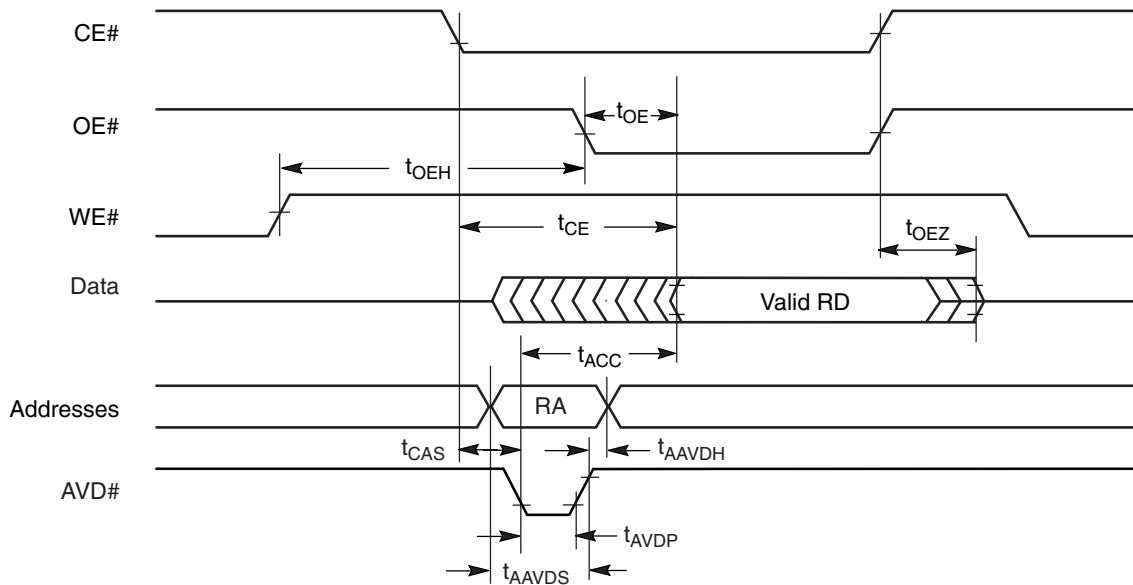 CE#
OE#
tOE
tOEH
WE#
tCE
tOEZ
Data
Valid RD
tACC
Addresses
RA
tCAS
tAAVDH
AVD#
tAVDP
tAAVDS